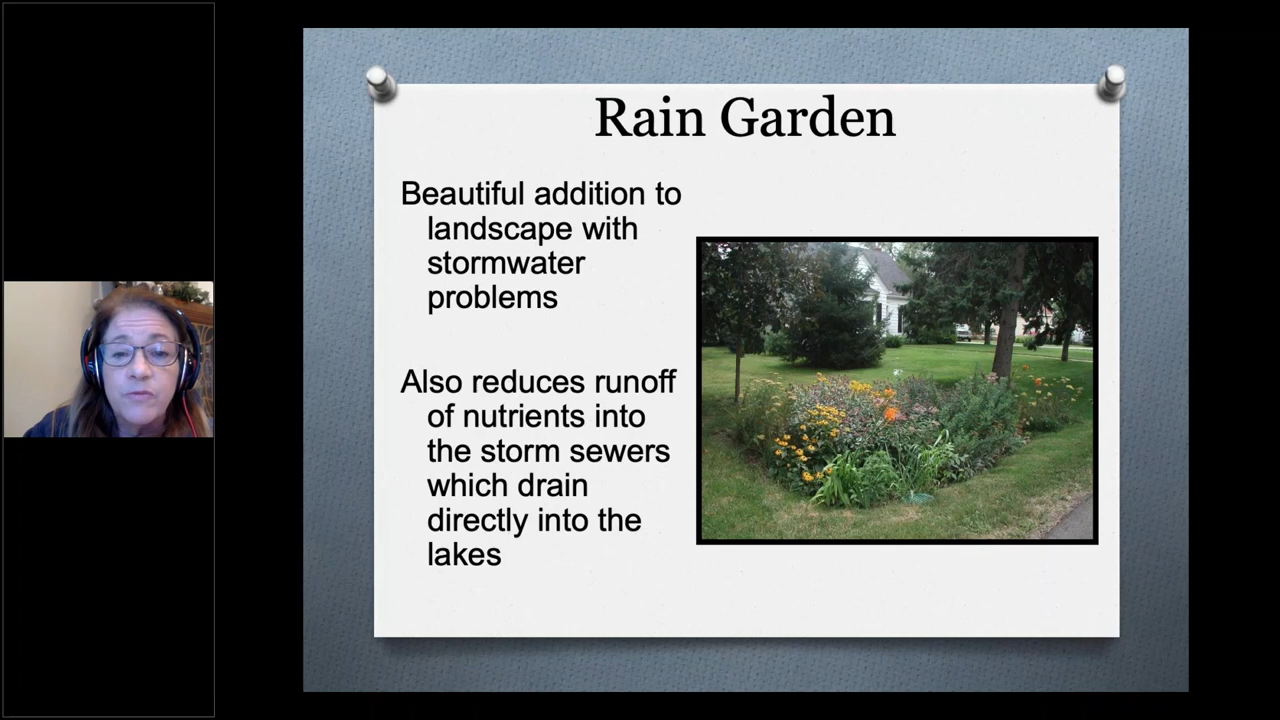 Rain Garden
Beautiful addition to
landscape with
stormwater
problems
Also reduces runoff
of nutrients into
the storm sewers
which drain
directly into the
lakes